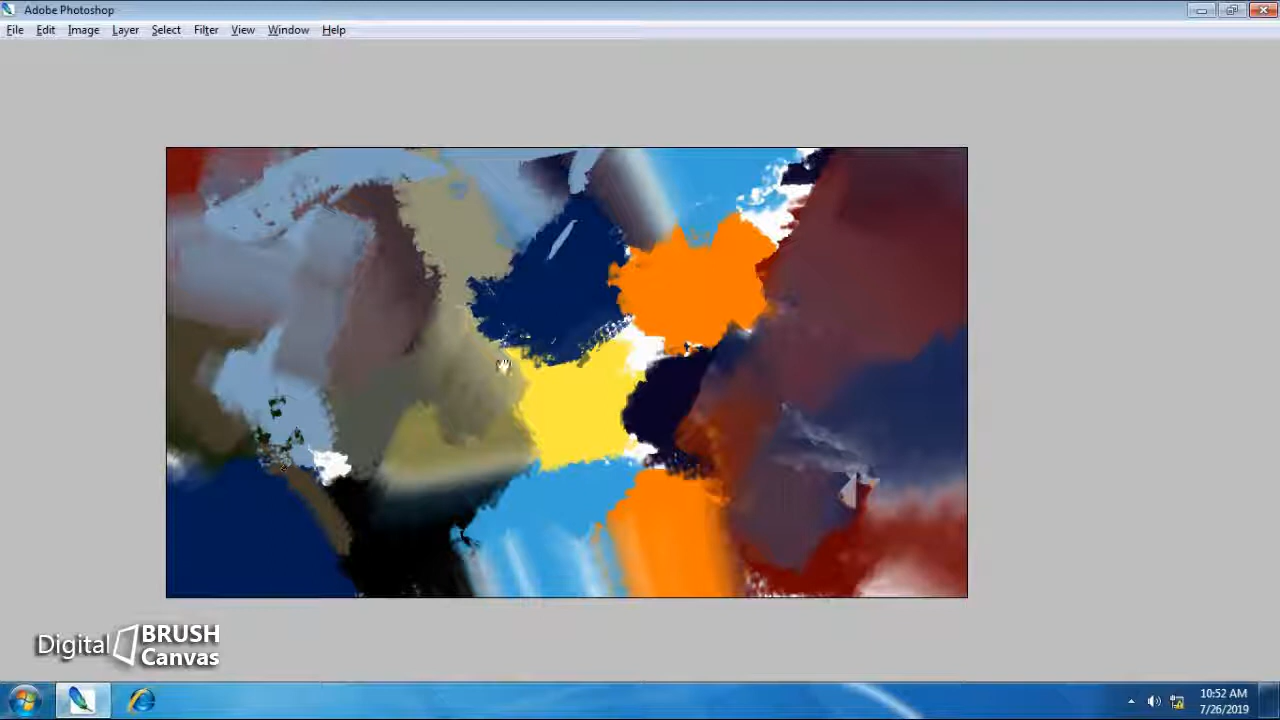 Adobe Photoshop
File Edit Image Layer Select Filter View Window Help
Digital BRUSH
Canvas
10:52 AM
7/26/2019